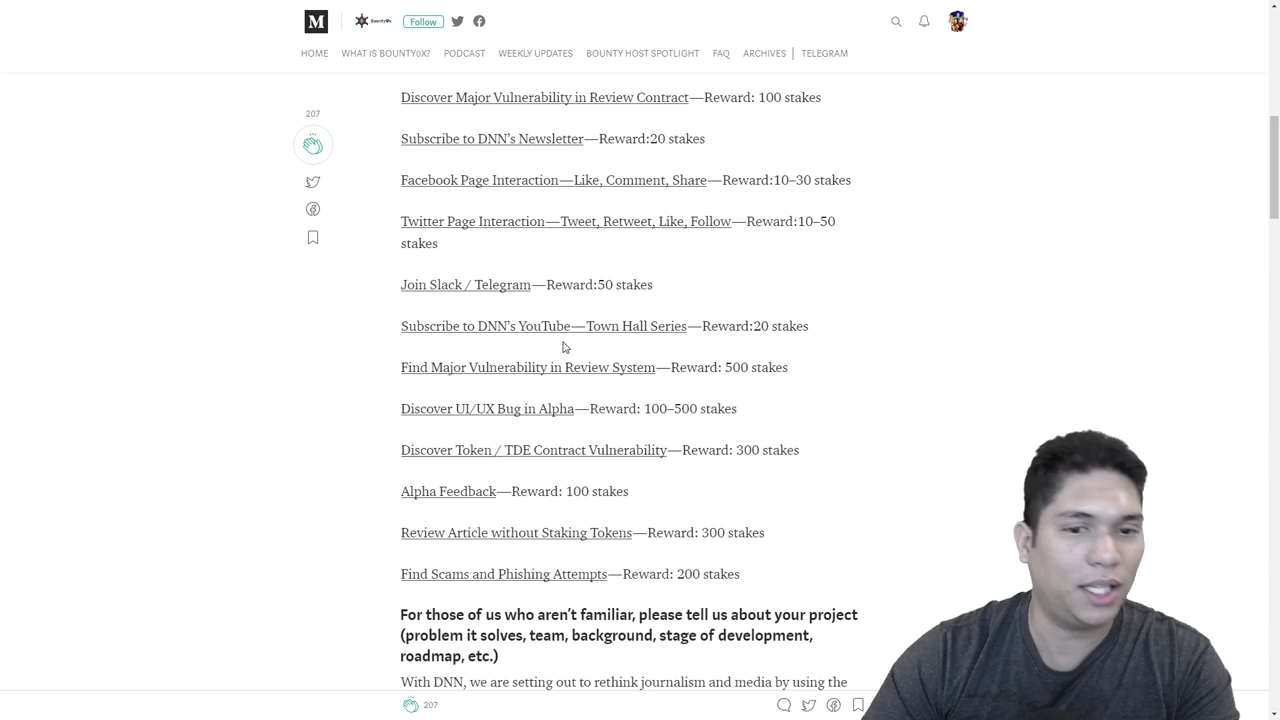 M
Bounty0x
Follow
HOME WHAT IS BOUNTY0X? PODCAST WEEKLY UPDATES BOUNTY HOST SPOTLIGHT FAQ ARCHIVES TELEGRAM
Discover Major Vulnerability in Review Contract—Reward: 100 stakes
207
Subscribe to DNN’s Newsletter—Reward:20 stakes
Facebook Page Interaction—Like, Comment, Share—Reward:10–30 stakes
Twitter Page Interaction—Tweet, Retweet, Like, Follow—Reward:10–50
stakes
Join Slack / Telegram—Reward:50 stakes
Subscribe to DNN’s YouTube—Town Hall Series—Reward:20 stakes
Find Major Vulnerability in Review System—Reward: 500 stakes
Discover UI/UX Bug in Alpha—Reward: 100–500 stakes
Discover Token / TDE Contract Vulnerability—Reward: 300 stakes
Alpha Feedback—Reward: 100 stakes
Review Article without Staking Tokens—Reward: 300 stakes
Find Scams and Phishing Attempts—Reward: 200 stakes
For those of us who aren’t familiar, please tell us about your project
(problem it solves, team, background, stage of development,
roadmap, etc.)
With DNN, we are setting out to rethink journalism and media by using the
207